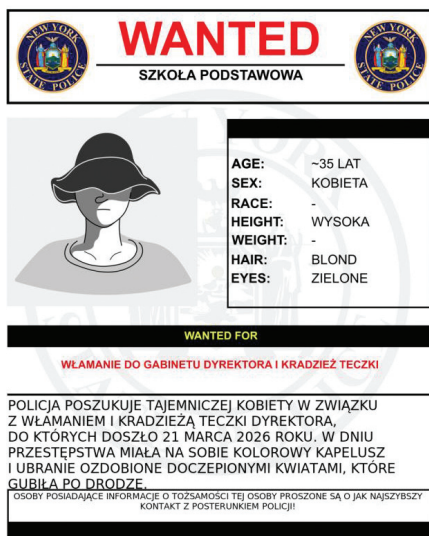 WANTED
SZKOŁA PODSTAWOWA
NEW YORK
STATE POLICE
NEW YORK
STATE POLICE
AGE: ~35 LAT
SEX: KOBIETA
RACE: -
HEIGHT: WYSOKA
WEIGHT: -
HAIR: BLOND
EYES: ZIELONE
WANTED FOR
WŁAMANIE DO GABINETU DYREKTORA I KRADZIEŻ TECZKI
POLICJA POSZUKUJE TAJEMNICZEJ KOBIETY W ZWIĄZKU
Z WŁAMANIEM I KRADZIEŻĄ TECZKI DYREKTORA,
DO KTÓRYCH DOSZŁO 21 MARCA 2026 ROKU. W DNIU
PRZESTĘPSTWA MIAŁA NA SOBIE KOLOROWY KAPELUSZ
I UBRANIE OZDOBIONE DOCZEPIONYMI KWIATAMI, KTÓRE
GUBIŁA PO DRODZE.
OSOBY POSIADAJĄCE INFORMACJE O TOŻSAMOŚCI TEJ OSOBY PROSZONE SĄ O JAK NAJSZYBSZY
KONTAKT Z POSTERUNKIEM POLICJI!